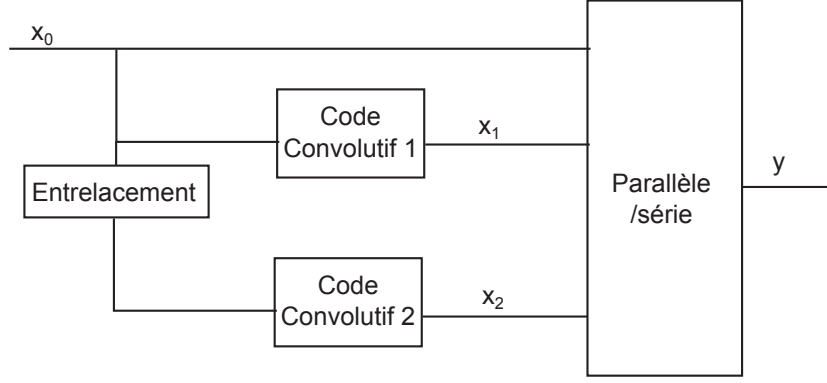 x₀
Code
Convolutif 1
x₁
Entrelacement
Parallèle
/série
y
Code
Convolutif 2
x₂